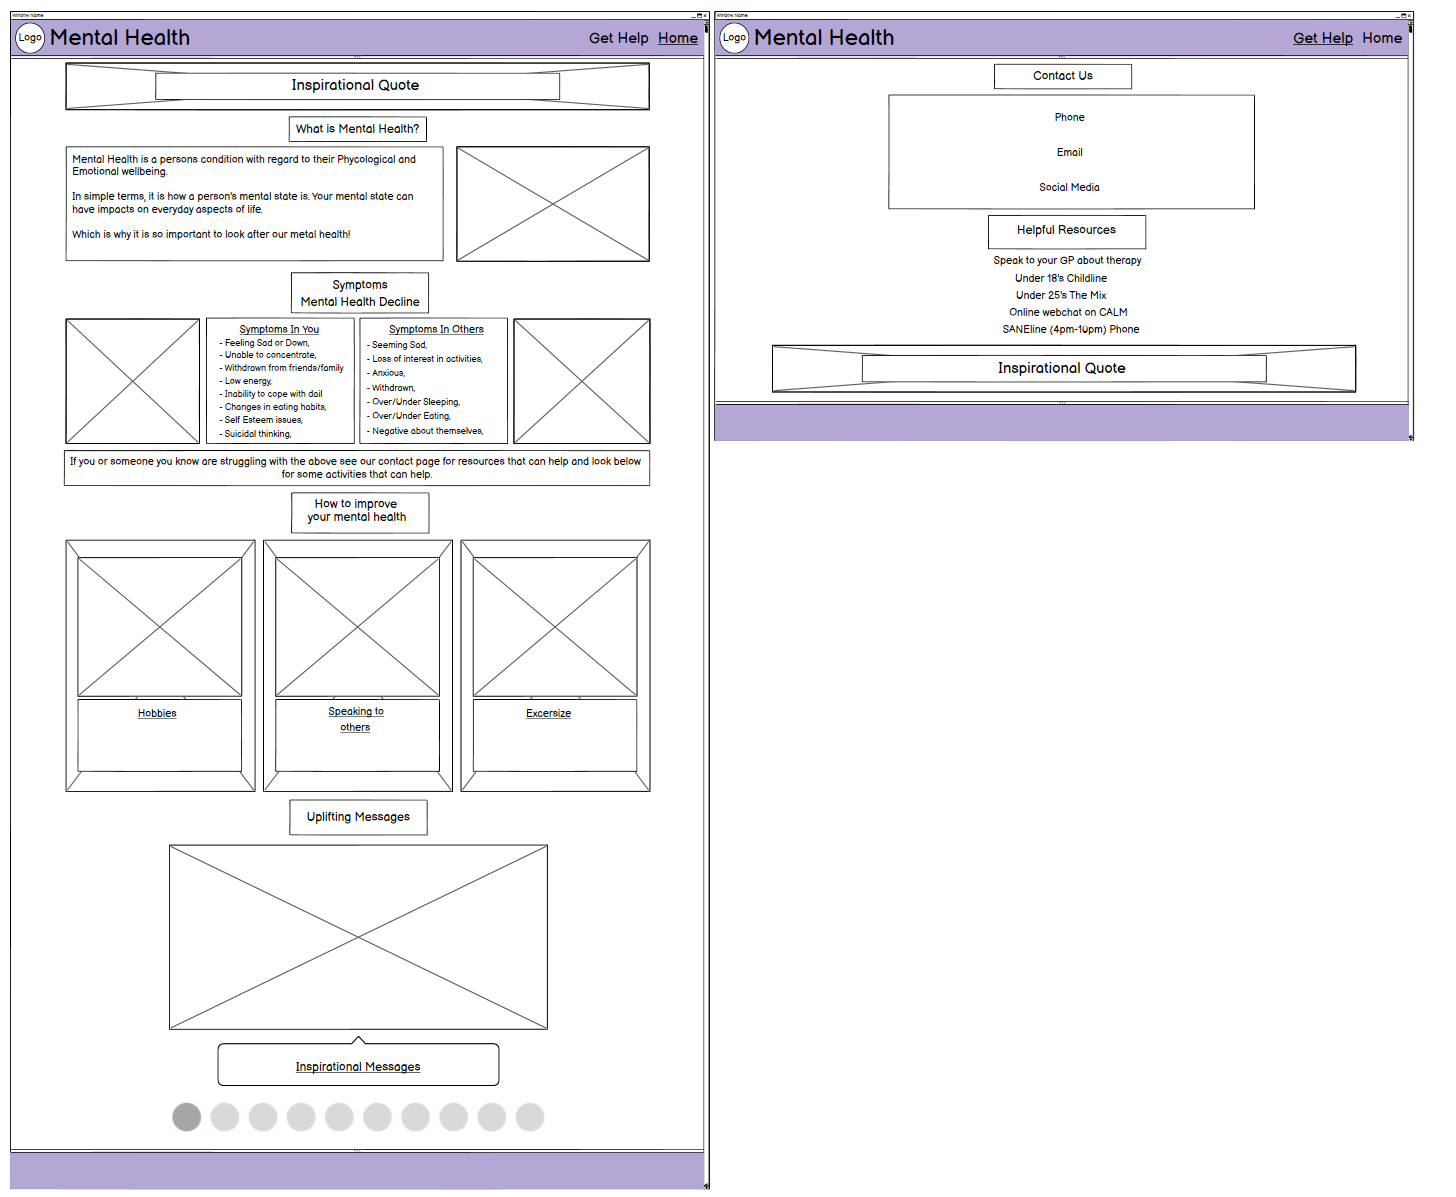 Window Name
Logo
Mental Health
Get Help
Home
Inspirational Quote
What is Mental Health?
Mental Health is a persons condition with regard to their Phycological and
Emotional wellbeing.
In simple terms, it is how a person's mental state is. Your mental state can
have impacts on everyday aspects of life.
Which is why it is so important to look after our metal health!
Symptoms
Mental Health Decline
Symptoms In You
- Feeling Sad or Down,
- Unable to concentrate,
- Withdrawn from friends/family
- Low energy,
- Inability to cope with dail
- Changes in eating habits,
- Self Esteem issues,
- Suicidal thinking,
Symptoms In Others
- Seeming Sad,
- Loss of interest in activities,
- Anxious,
- Withdrawn,
- Over/Under Sleeping,
- Over/Under Eating,
- Negative about themselves,
If you or someone you know are struggling with the above see our contact page for resources that can help and look below
for some activities that can help.
How to improve
your mental health
Hobbies
Speaking to
others
Excersize
Uplifting Messages
Inspirational Messages
Window Name
Logo
Mental Health
Get Help
Home
Contact Us
Phone
Email
Social Media
Helpful Resources
Speak to your GP about therapy
Under 18's Childline
Under 25's The Mix
Online webchat on CALM
SANEline (4pm-10pm) Phone
Inspirational Quote